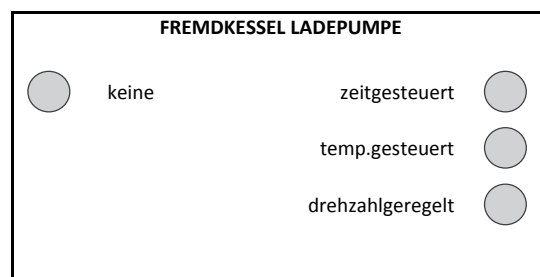 FREMDKESSEL LADEPUMPE
keine zeitgesteuert
temp.gesteuert
drehzahlgeregelt